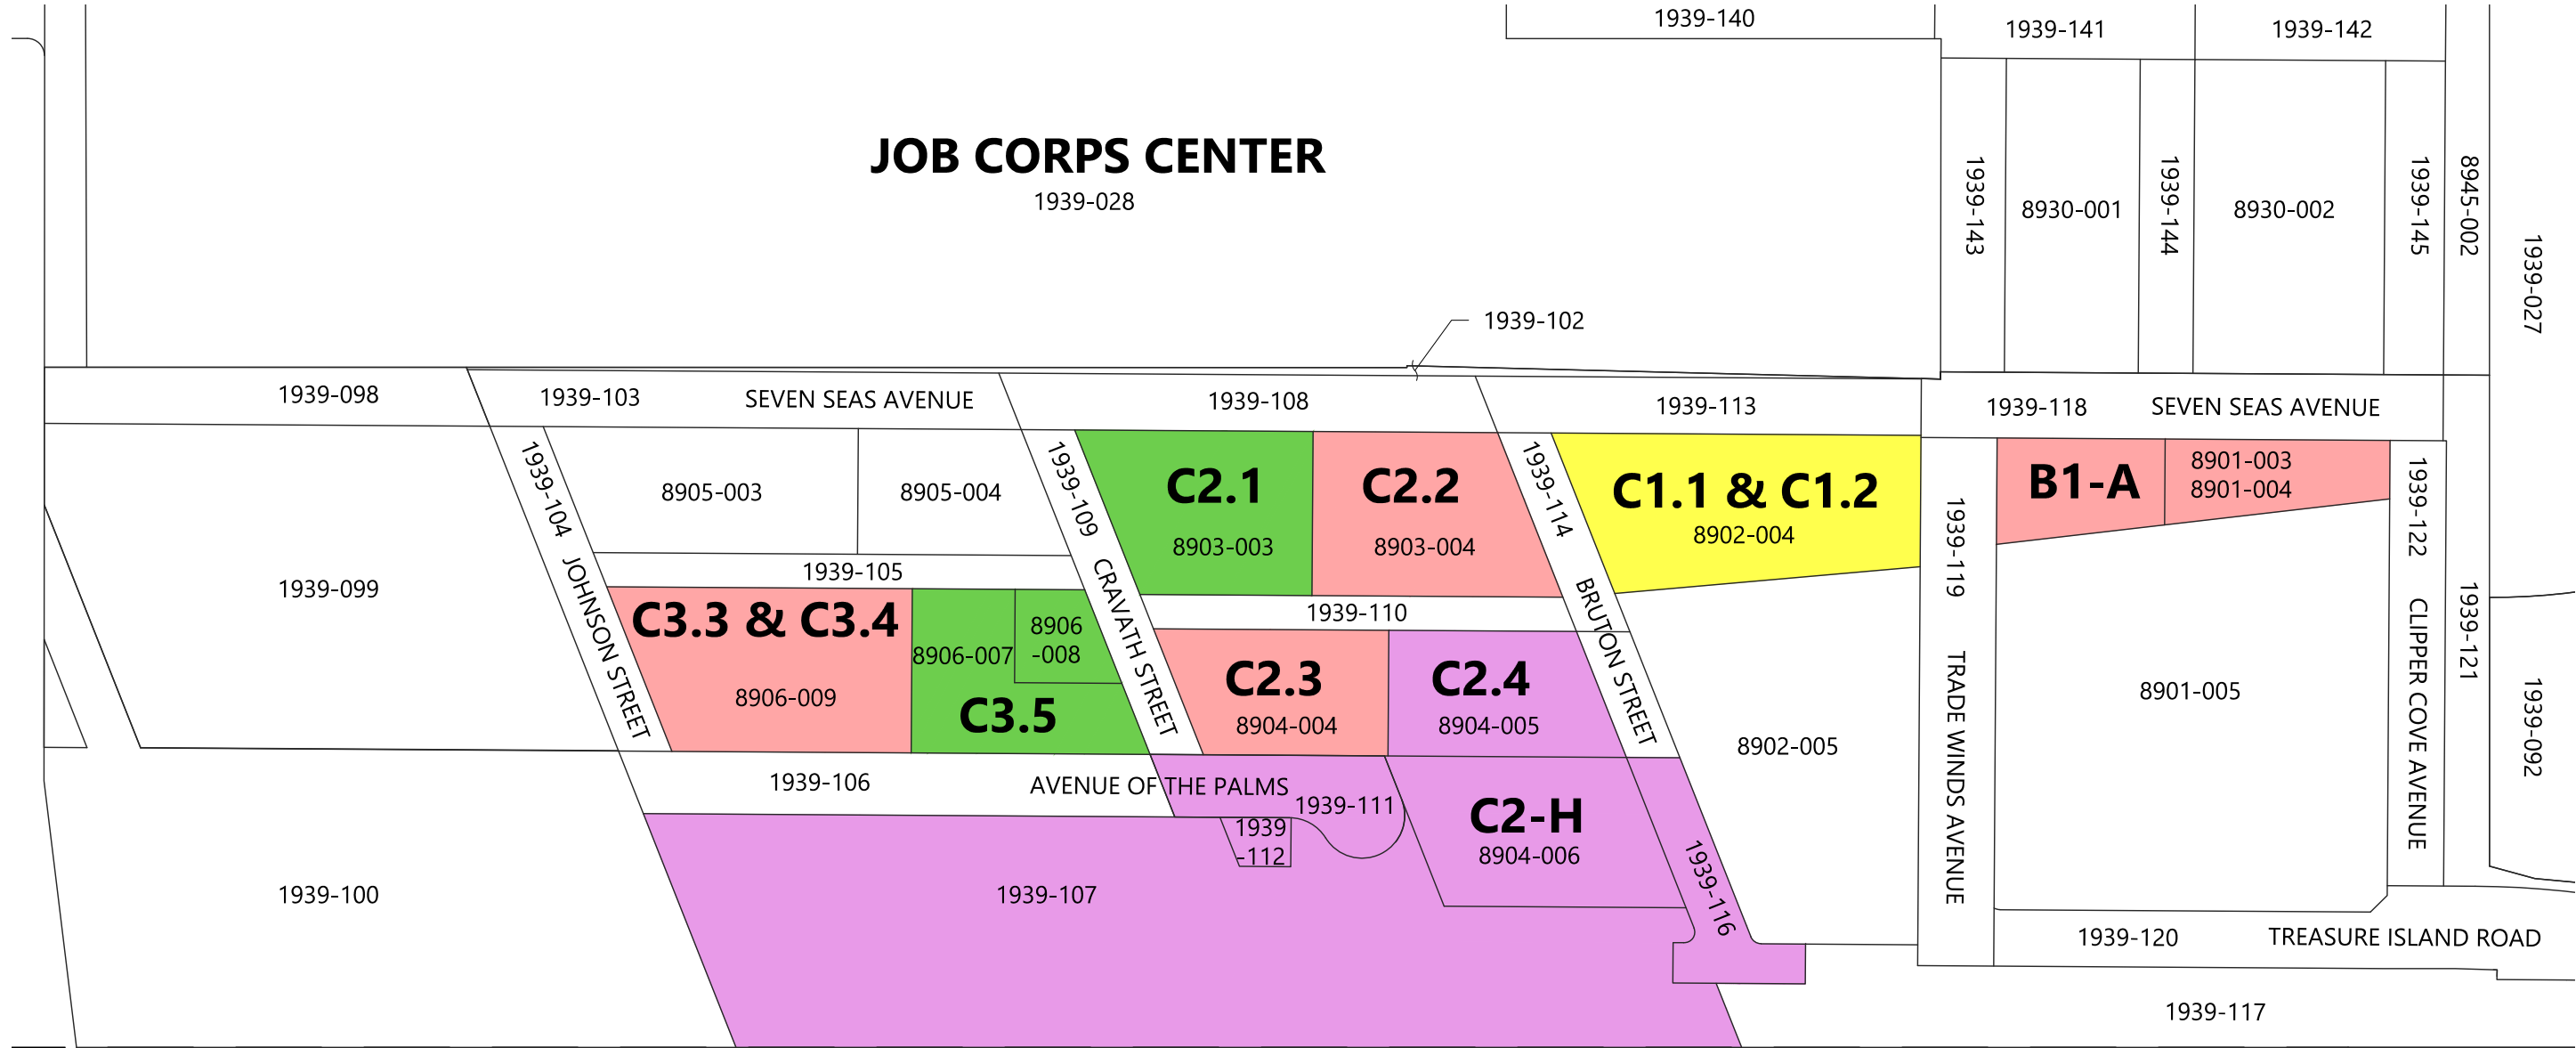 1939-140
1939-141
1939-142
JOB CORPS CENTER
1939-028
1939-143
8930-001
1939-144
8930-002
1939-145
8945-002
1939-027
1939-102
1939-098
1939-103
SEVEN SEAS AVENUE
1939-108
1939-113
1939-118
SEVEN SEAS AVENUE
1939-099
1939-104 JOHNSON STREET
8905-003
8905-004
1939-105
1939-109 CRAVATH STREET
C2.1
8903-003
C2.2
8903-004
1939-114 BRUTON STREET
C1.1 & C1.2
8902-004
1939-119 TRADE WINDS AVENUE
B1-A
8901-003
8901-004
1939-122 CLIPPER COVE AVENUE
1939-121
1939-092
C3.3 & C3.4
8906-009
8906-007
8906
-008
C3.5
1939-110
C2.3
8904-004
C2.4
8904-005
8902-005
8901-005
1939-106
AVENUE OF THE PALMS
1939-111
1939
-112
C2-H
8904-006
1939-116
1939-100
1939-107
1939-120
TREASURE ISLAND ROAD
1939-117